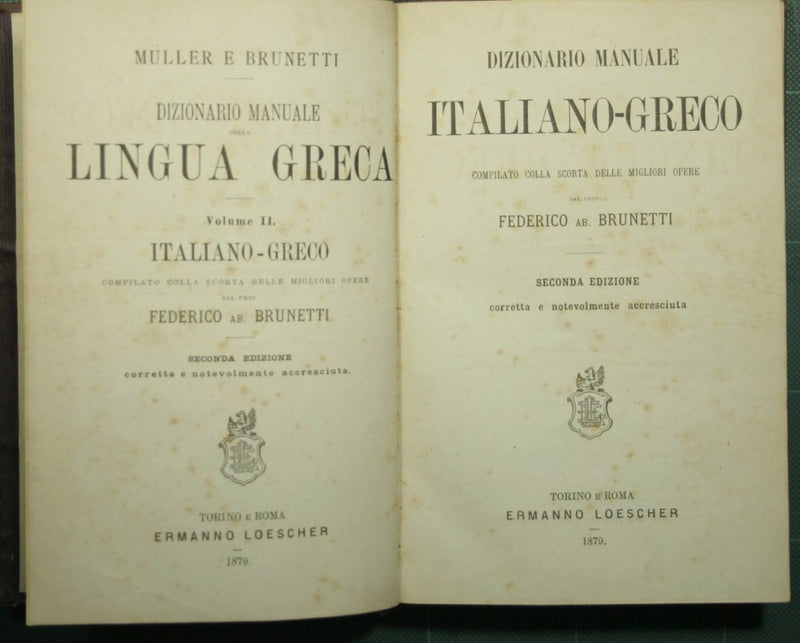 MULLER E BRUNETTI
DIZIONARIO MANUALE
DELLA
LINGUA GRECA
Volume II.
ITALIANO-GRECO
COMPILATO COLLA SCORTA DELLE MIGLIORI OPERE
DAL PROF.
FEDERICO AB. BRUNETTI
SECONDA EDIZIONE
corretta e notevolmente accresciuta.
TORINO E ROMA
ERMANNO LOESCHER
1879
DIZIONARIO MANUALE
ITALIANO-GRECO
COMPILATO COLLA SCORTA DELLE MIGLIORI OPERE
DAL PROF.
FEDERICO AB. BRUNETTI
SECONDA EDIZIONE
corretta e notevolmente accresciuta
TORINO E ROMA
ERMANNO LOESCHER
1879.